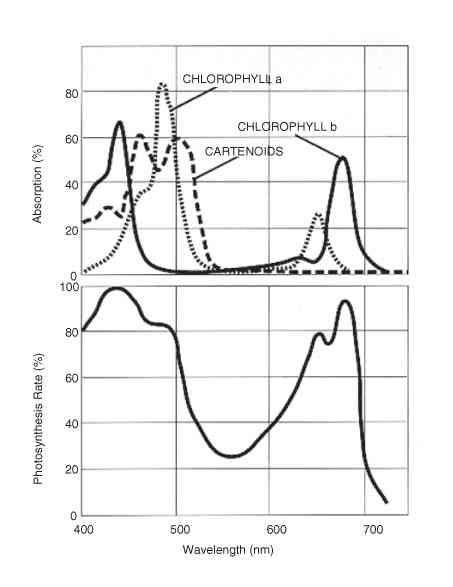 CHLOROPHYLL a
CHLOROPHYLL b
CARTENOIDS
Absorption (%)
80
60
40
20
0
Photosynthesis Rate (%)
100
80
60
40
20
0
400 500 600 700
Wavelength (nm)